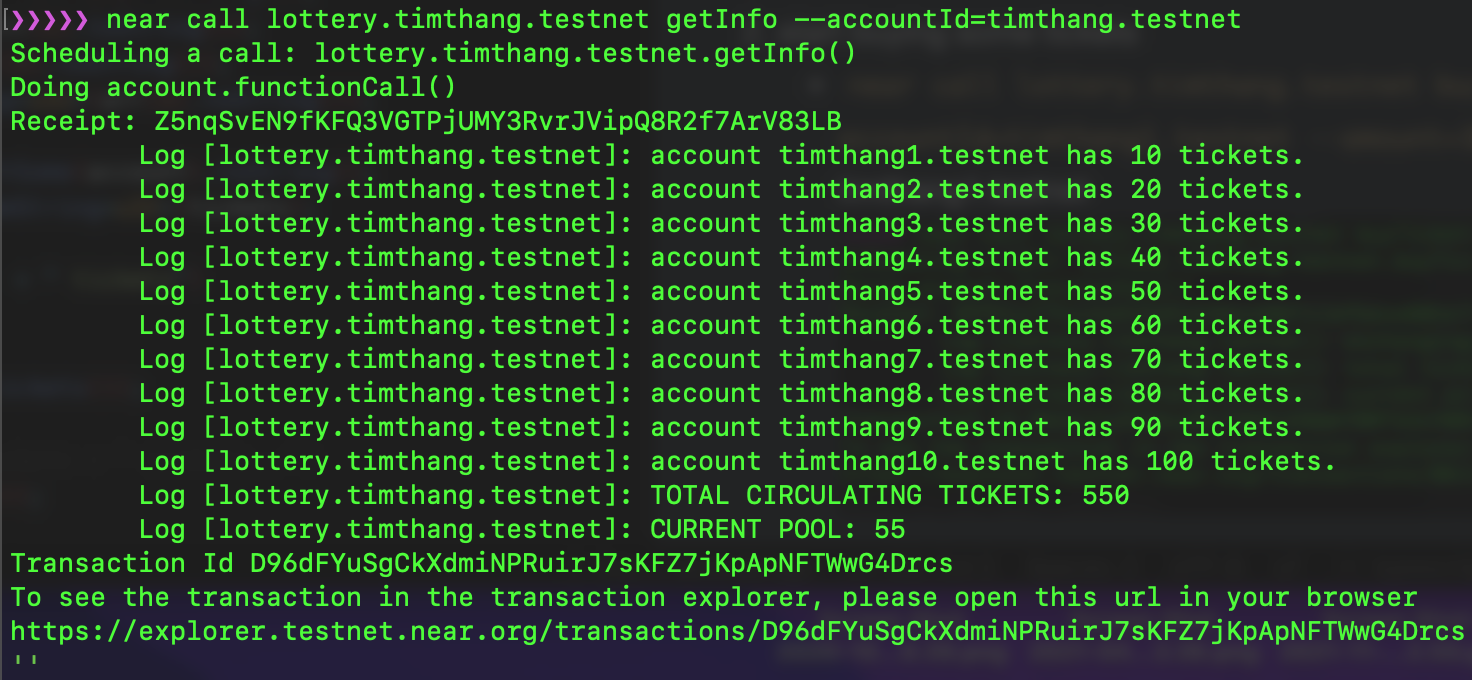 [❯❯❯❯❯ near call lottery.timthang.testnet getInfo --accountId=timthang.testnet
Scheduling a call: lottery.timthang.testnet.getInfo()
Doing account.functionCall()
Receipt: Z5nqSvEN9fKFQ3VGTPjUMY3RvrJVipQ8R2f7ArV83LB
Log [lottery.timthang.testnet]: account timthang1.testnet has 10 tickets.
Log [lottery.timthang.testnet]: account timthang2.testnet has 20 tickets.
Log [lottery.timthang.testnet]: account timthang3.testnet has 30 tickets.
Log [lottery.timthang.testnet]: account timthang4.testnet has 40 tickets.
Log [lottery.timthang.testnet]: account timthang5.testnet has 50 tickets.
Log [lottery.timthang.testnet]: account timthang6.testnet has 60 tickets.
Log [lottery.timthang.testnet]: account timthang7.testnet has 70 tickets.
Log [lottery.timthang.testnet]: account timthang8.testnet has 80 tickets.
Log [lottery.timthang.testnet]: account timthang9.testnet has 90 tickets.
Log [lottery.timthang.testnet]: account timthang10.testnet has 100 tickets.
Log [lottery.timthang.testnet]: TOTAL CIRCULATING TICKETS: 550
Log [lottery.timthang.testnet]: CURRENT POOL: 55
Transaction Id D96dFYuSgCkXdmiNPRuirJ7sKFZ7jKpApNFTWwG4Drcs
To see the transaction in the transaction explorer, please open this url in your browser
https://explorer.testnet.near.org/transactions/D96dFYuSgCkXdmiNPRuirJ7sKFZ7jKpApNFTWwG4Drcs
''